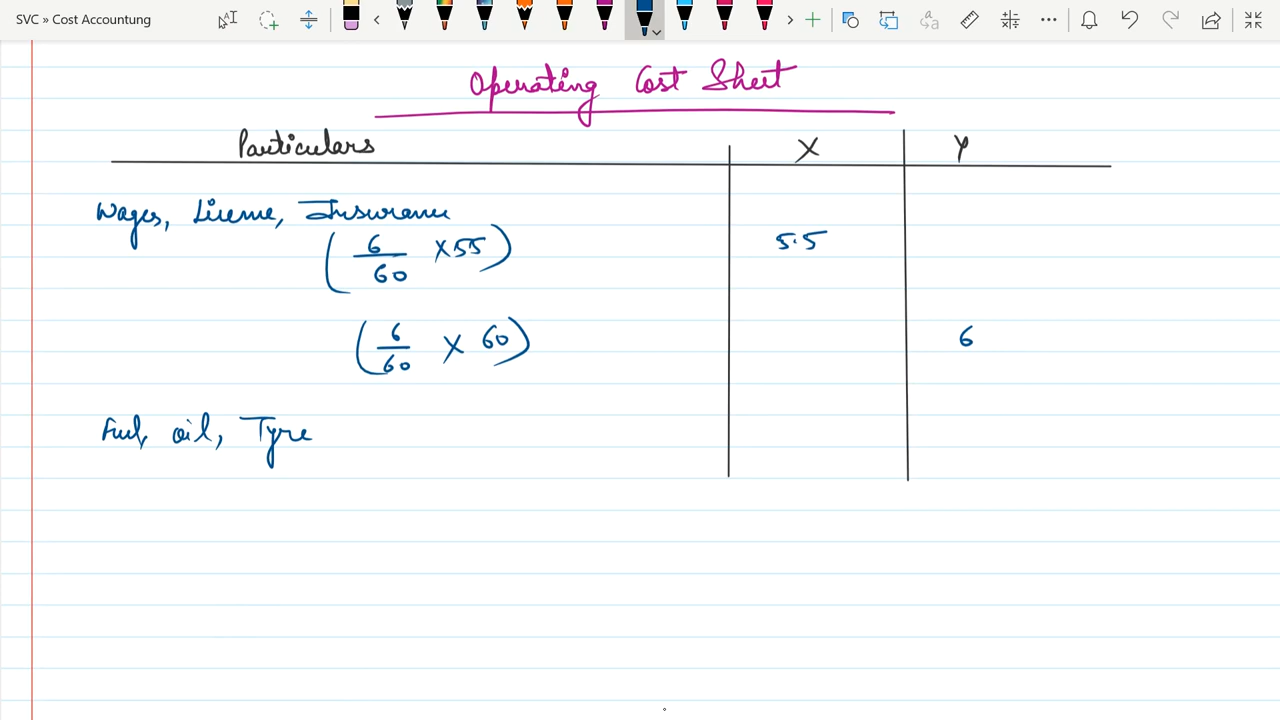 SVC » Cost Accountung
Operating Cost Sheet
Particulars X Y
Wages, License, Insurance
(6/60 × 55) 5.5
(6/60 × 60) 6
Fuel, oil, Tyre